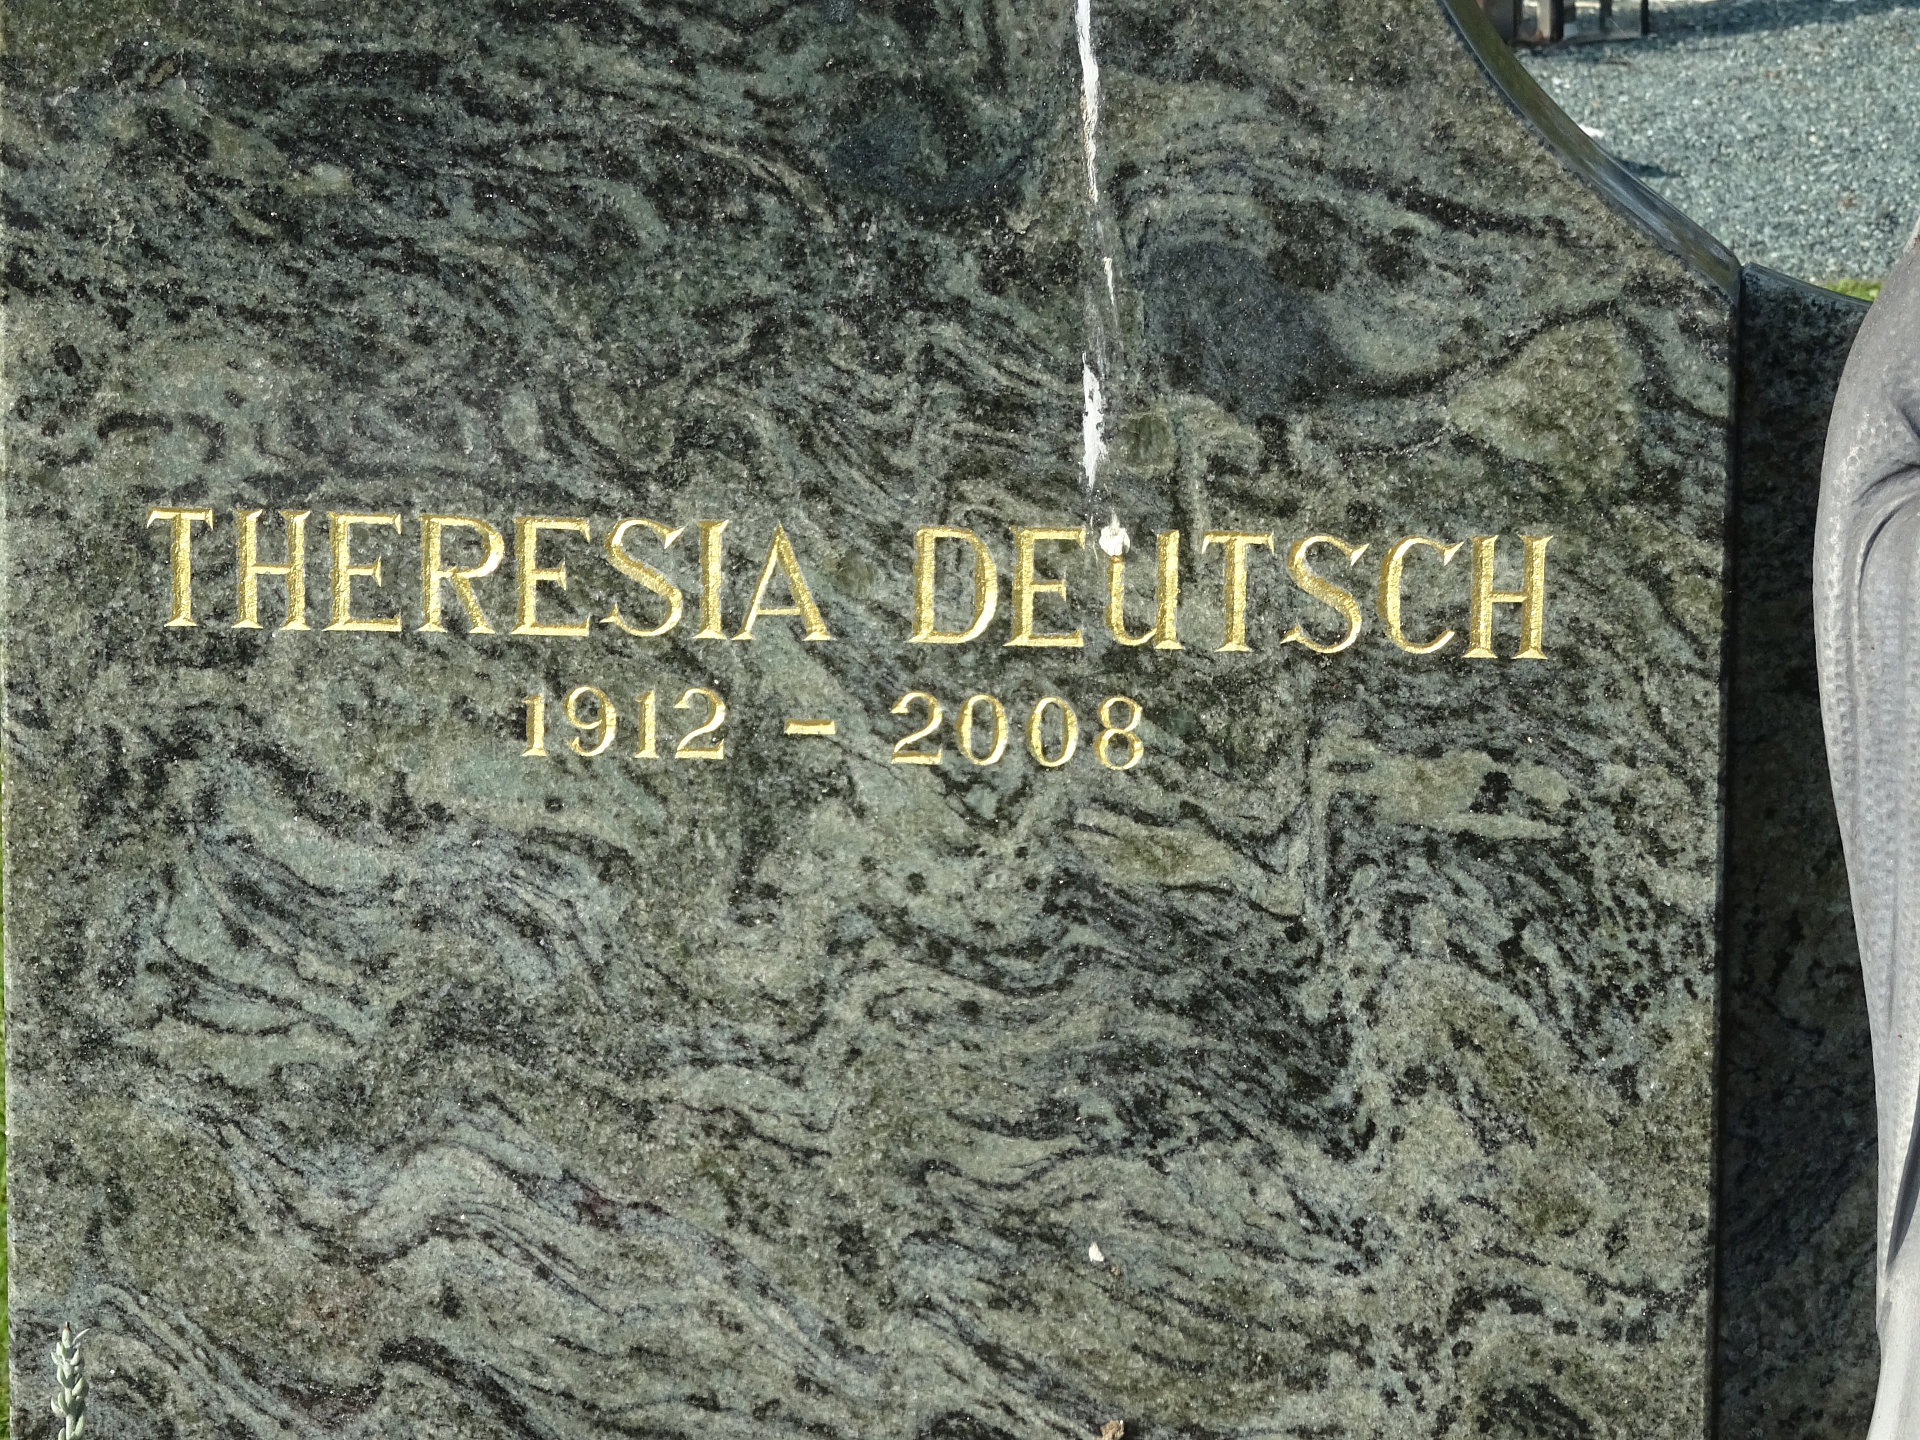 THERESIA DEUTSCH
1912 – 2008